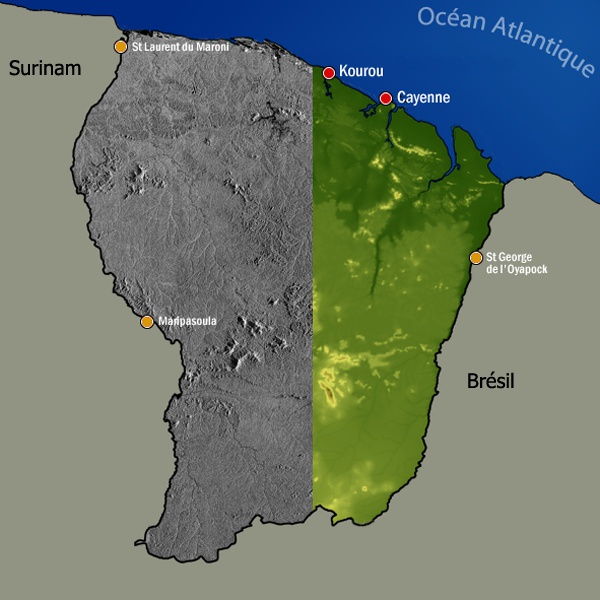 Océan Atlantique
St Laurent du Maroni
Surinam
Kourou
Cayenne
St George
de l'Oyapock
Maripasoula
Brésil